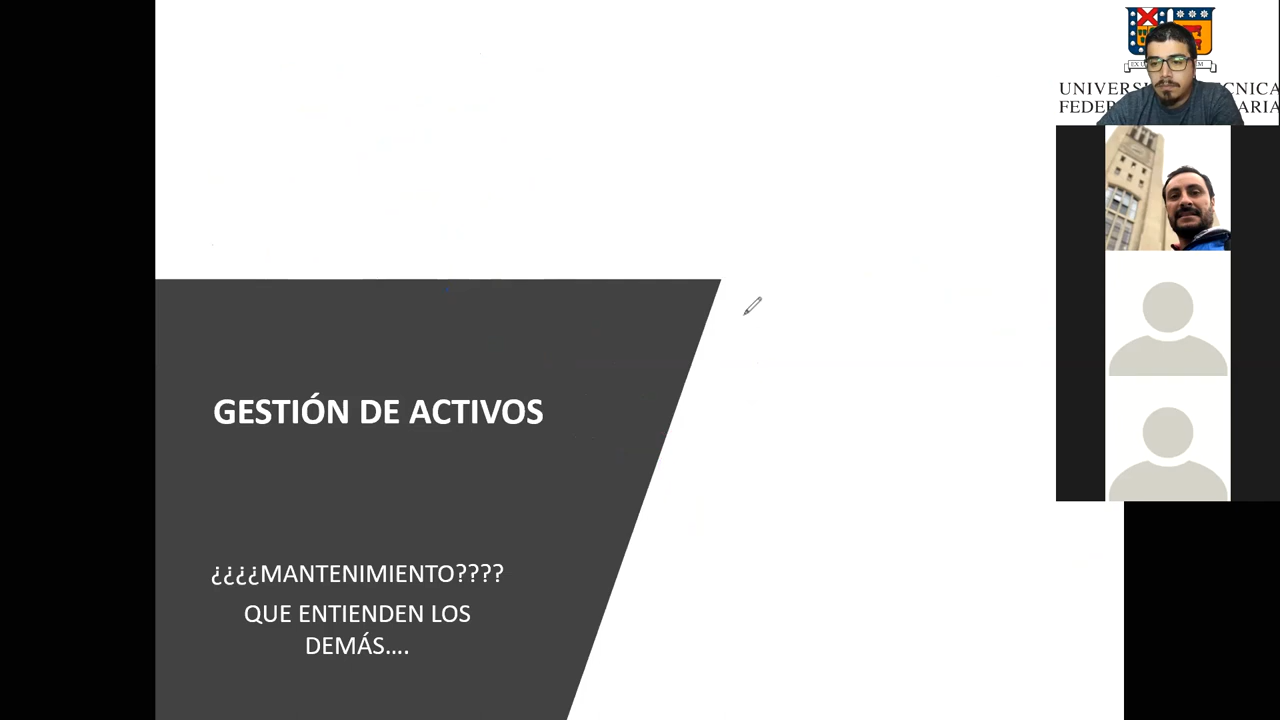 GESTIÓN DE ACTIVOS
¿¿¿¿MANTENIMIENTO????
QUE ENTIENDEN LOS
DEMÁS....